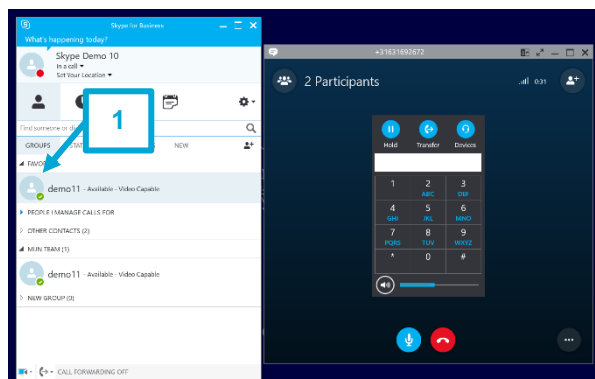 Skype for Business
What's happening today?
Skype Demo 10
In a call
Set Your Location
1
Find someone or di
GROUPS STAT NEW
FAVO
demo11 - Available - Video Capable
PEOPLE I MANAGE CALLS FOR
OTHER CONTACTS (2)
MIJN TEAM (1)
demo11 - Available - Video Capable
NEW GROUP (0)
CALL FORWARDING OFF
+31631692672
2 Participants
0:31
Hold Transfer Devices
1 2 3
ABC DEF
4 5 6
GHI JKL MNO
7 8 9
PQRS TUV WXYZ
* 0 #